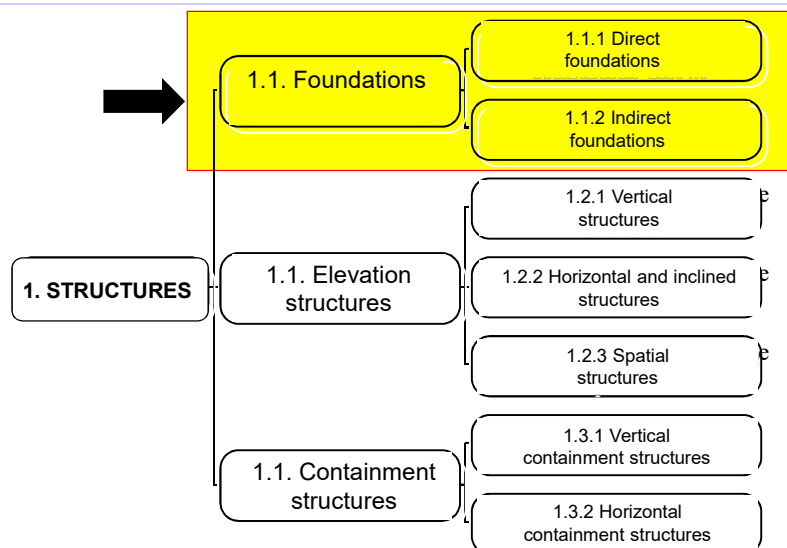 1.1. Foundations
1.1.1 Direct
foundations
1.1.2 Indirect
foundations
1. STRUCTURES
1.1. Elevation
structures
1.2.1 Vertical
structures
e
1.2.2 Horizontal and inclined
structures
e
1.2.3 Spatial
structures
e
1.1. Containment
structures
1.3.1 Vertical
containment structures
1.3.2 Horizontal
containment structures